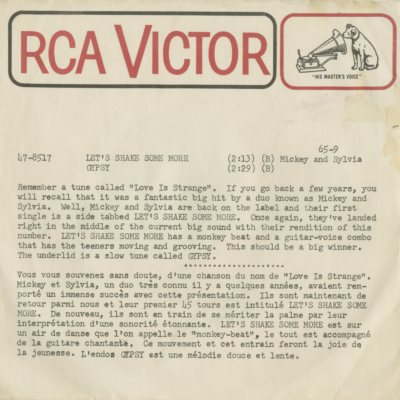 RCA VICTOR
"HIS MASTER'S VOICE"
65-9
47-8517 LET'S SHAKE SOME MORE (2:13) (B) Mickey and Sylvia
GYPSY (2:29) (B)
Remember a tune called "Love Is Strange". If you go back a few years, you
will recall that it was a fantastic big hit by a duo known as Mickey and
Sylvia. Well, Mickey and Sylvia are back on the label and their first
single is a side tabbed LET'S SHAKE SOME MORE. Once again, they've landed
right in the middle of the current big sound with their rendition of this
number. LET'S SHAKE SOME MORE has a monkey beat and a guitar-voice combo
that has the teeners moving and grooving. This should be a big winner.
The underlid is a slow tune called GYPSY.
********************
Vous vous souvenez sans doute, d'une chanson du nom de "Love Is Strange".
Mickey et Sylvia, un duo très connu il y a quelques années, avaient rem-
porté un immense succès avec cette présentation. Ils sont maintenant de
retour parmi nous et leur premier 45 tours est intitulé LET'S SHAKE SOME
MORE. De nouveau, ils sont en train de se mériter la palme par leur
interprétation d'une sonorité étonnante. LET'S SHAKE SOME MORE est sur
un air de danse que l'on appelle le "monkey-beat", le tout est accompagné
de la guitare chantante. Ce mouvement et cet entrain feront la joie de
la jeunesse. L'endos GYPSY est une mélodie douce et lente.